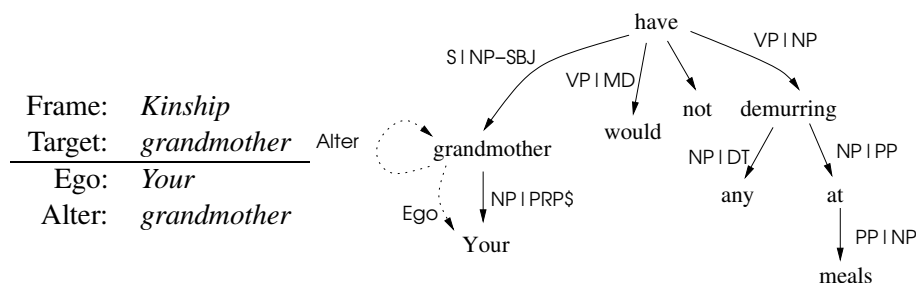 have
S | NP–SBJ
VP | NP
VP | MD
not
demurring
would
Frame: Kinship
Target: grandmother
Alter
grandmother
NP | DT
NP | PP
Ego: Your
any
at
Ego
NP | PRP$
Alter: grandmother
Your
PP | NP
meals